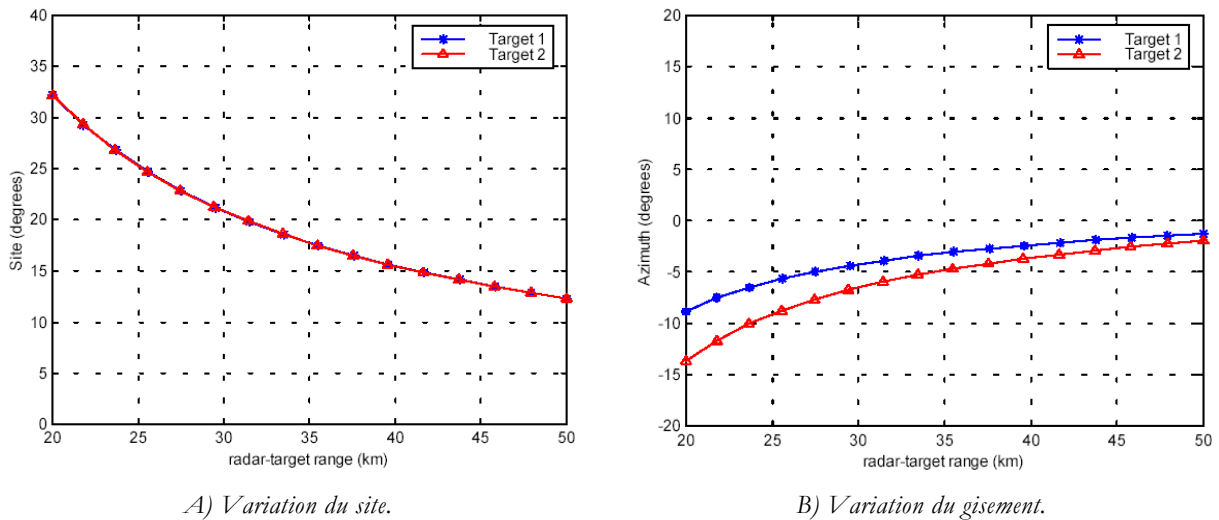 40
35
30
25
20
15
10
5
0
Site (degrees)
Target 1
Target 2
20 25 30 35 40 45 50
radar-target range (km)
A) Variation du site.
20
15
10
5
0
-5
-10
-15
-20
Azimuth (degrees)
Target 1
Target 2
20 25 30 35 40 45 50
radar-target range (km)
B) Variation du gisement.